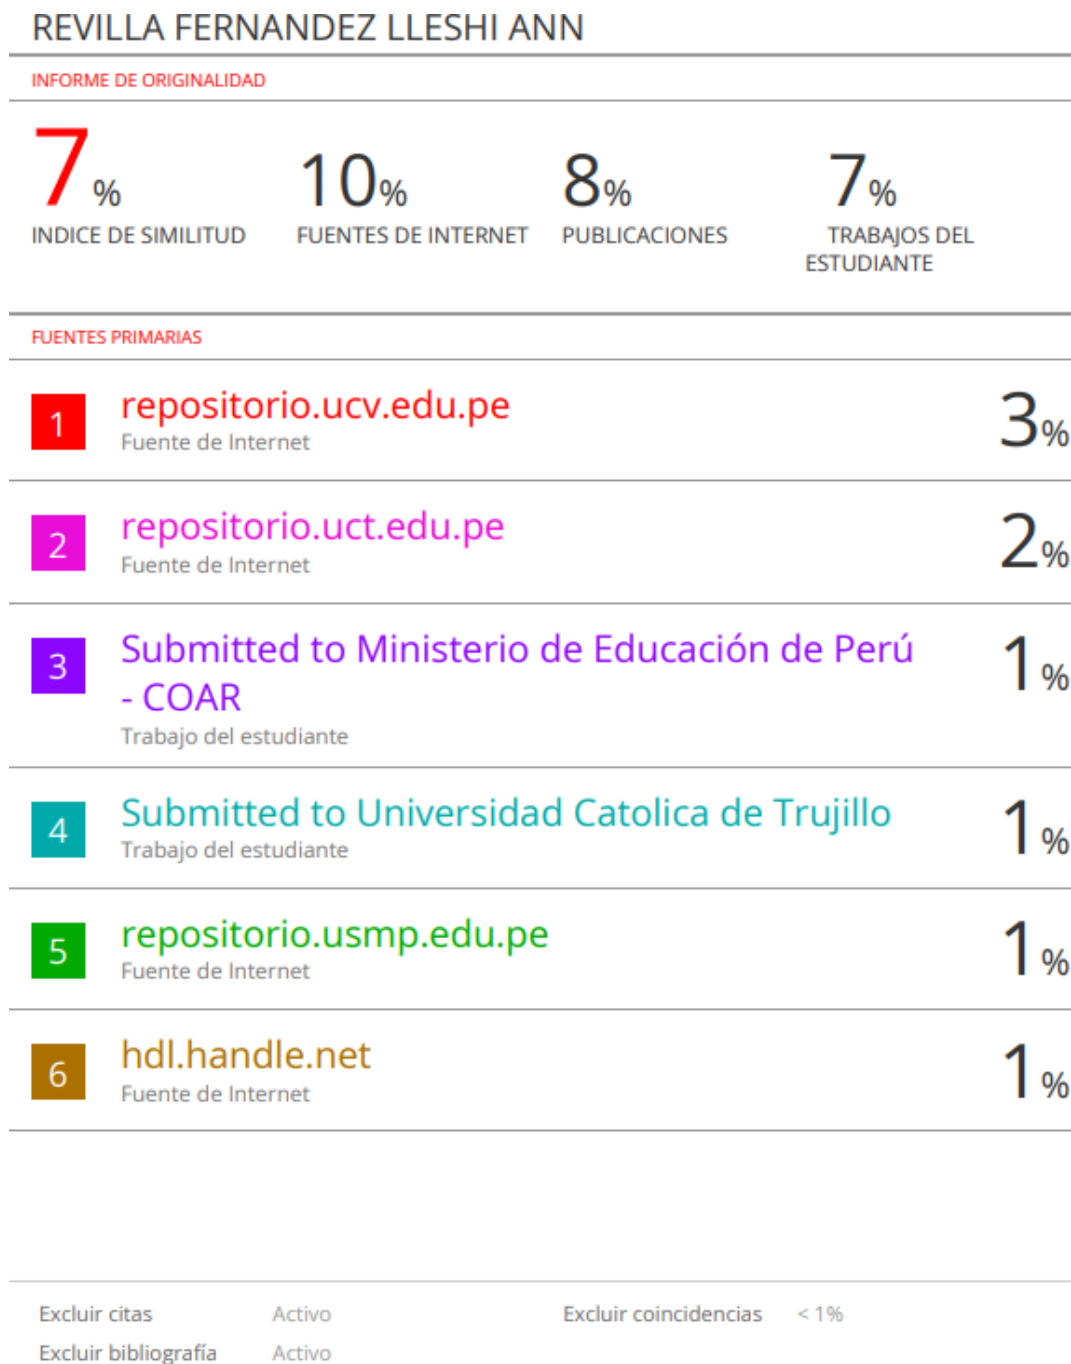 REVILLA FERNANDEZ LLESHI ANN
INFORME DE ORIGINALIDAD
7% 10% 8% 7%
INDICE DE SIMILITUD FUENTES DE INTERNET PUBLICACIONES TRABAJOS DEL
ESTUDIANTE
FUENTES PRIMARIAS
1 repositorio.ucv.edu.pe 3%
Fuente de Internet
2 repositorio.uct.edu.pe 2%
Fuente de Internet
3 Submitted to Ministerio de Educación de Perú 1%
- COAR
Trabajo del estudiante
4 Submitted to Universidad Catolica de Trujillo 1%
Trabajo del estudiante
5 repositorio.usmp.edu.pe 1%
Fuente de Internet
6 hdl.handle.net 1%
Fuente de Internet
Excluir citas Activo Excluir coincidencias < 1%
Excluir bibliografía Activo